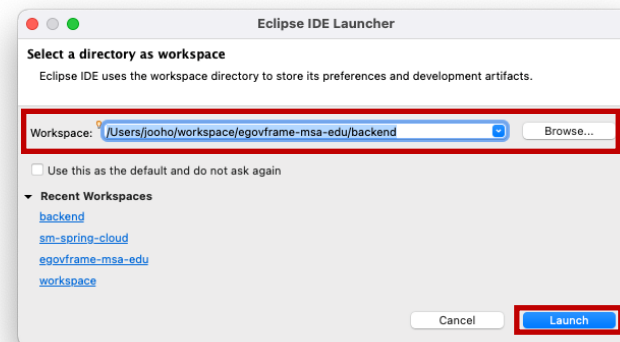 Eclipse IDE Launcher
Select a directory as workspace
Eclipse IDE uses the workspace directory to store its preferences and development artifacts.
Workspace: /Users/jooho/workspace/egovframe-msa-edu/backend Browse...
Use this as the default and do not ask again
Recent Workspaces
backend
sm-spring-cloud
egovframe-msa-edu
workspace
Cancel Launch